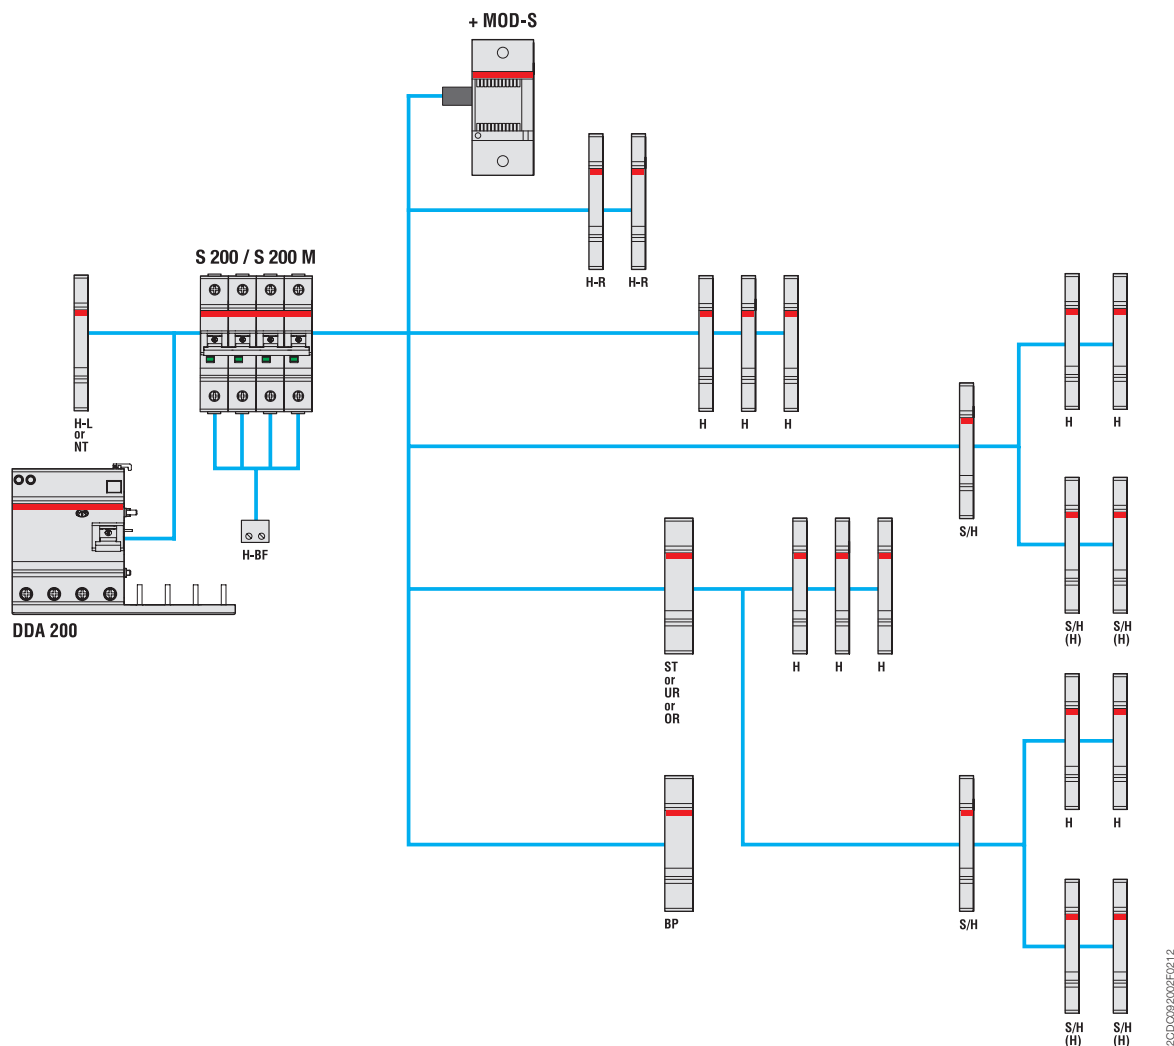 + MOD-S
H-R
H-R
S 200 / S 200 M
H-L
or
NT
H
H
H
H
H
S/H
H-BF
DDA 200
S/H
(H)
S/H
(H)
ST
or
UR
or
OR
H
H
H
H
H
BP
S/H
S/H
(H)
S/H
(H)
2CDC092002F0212